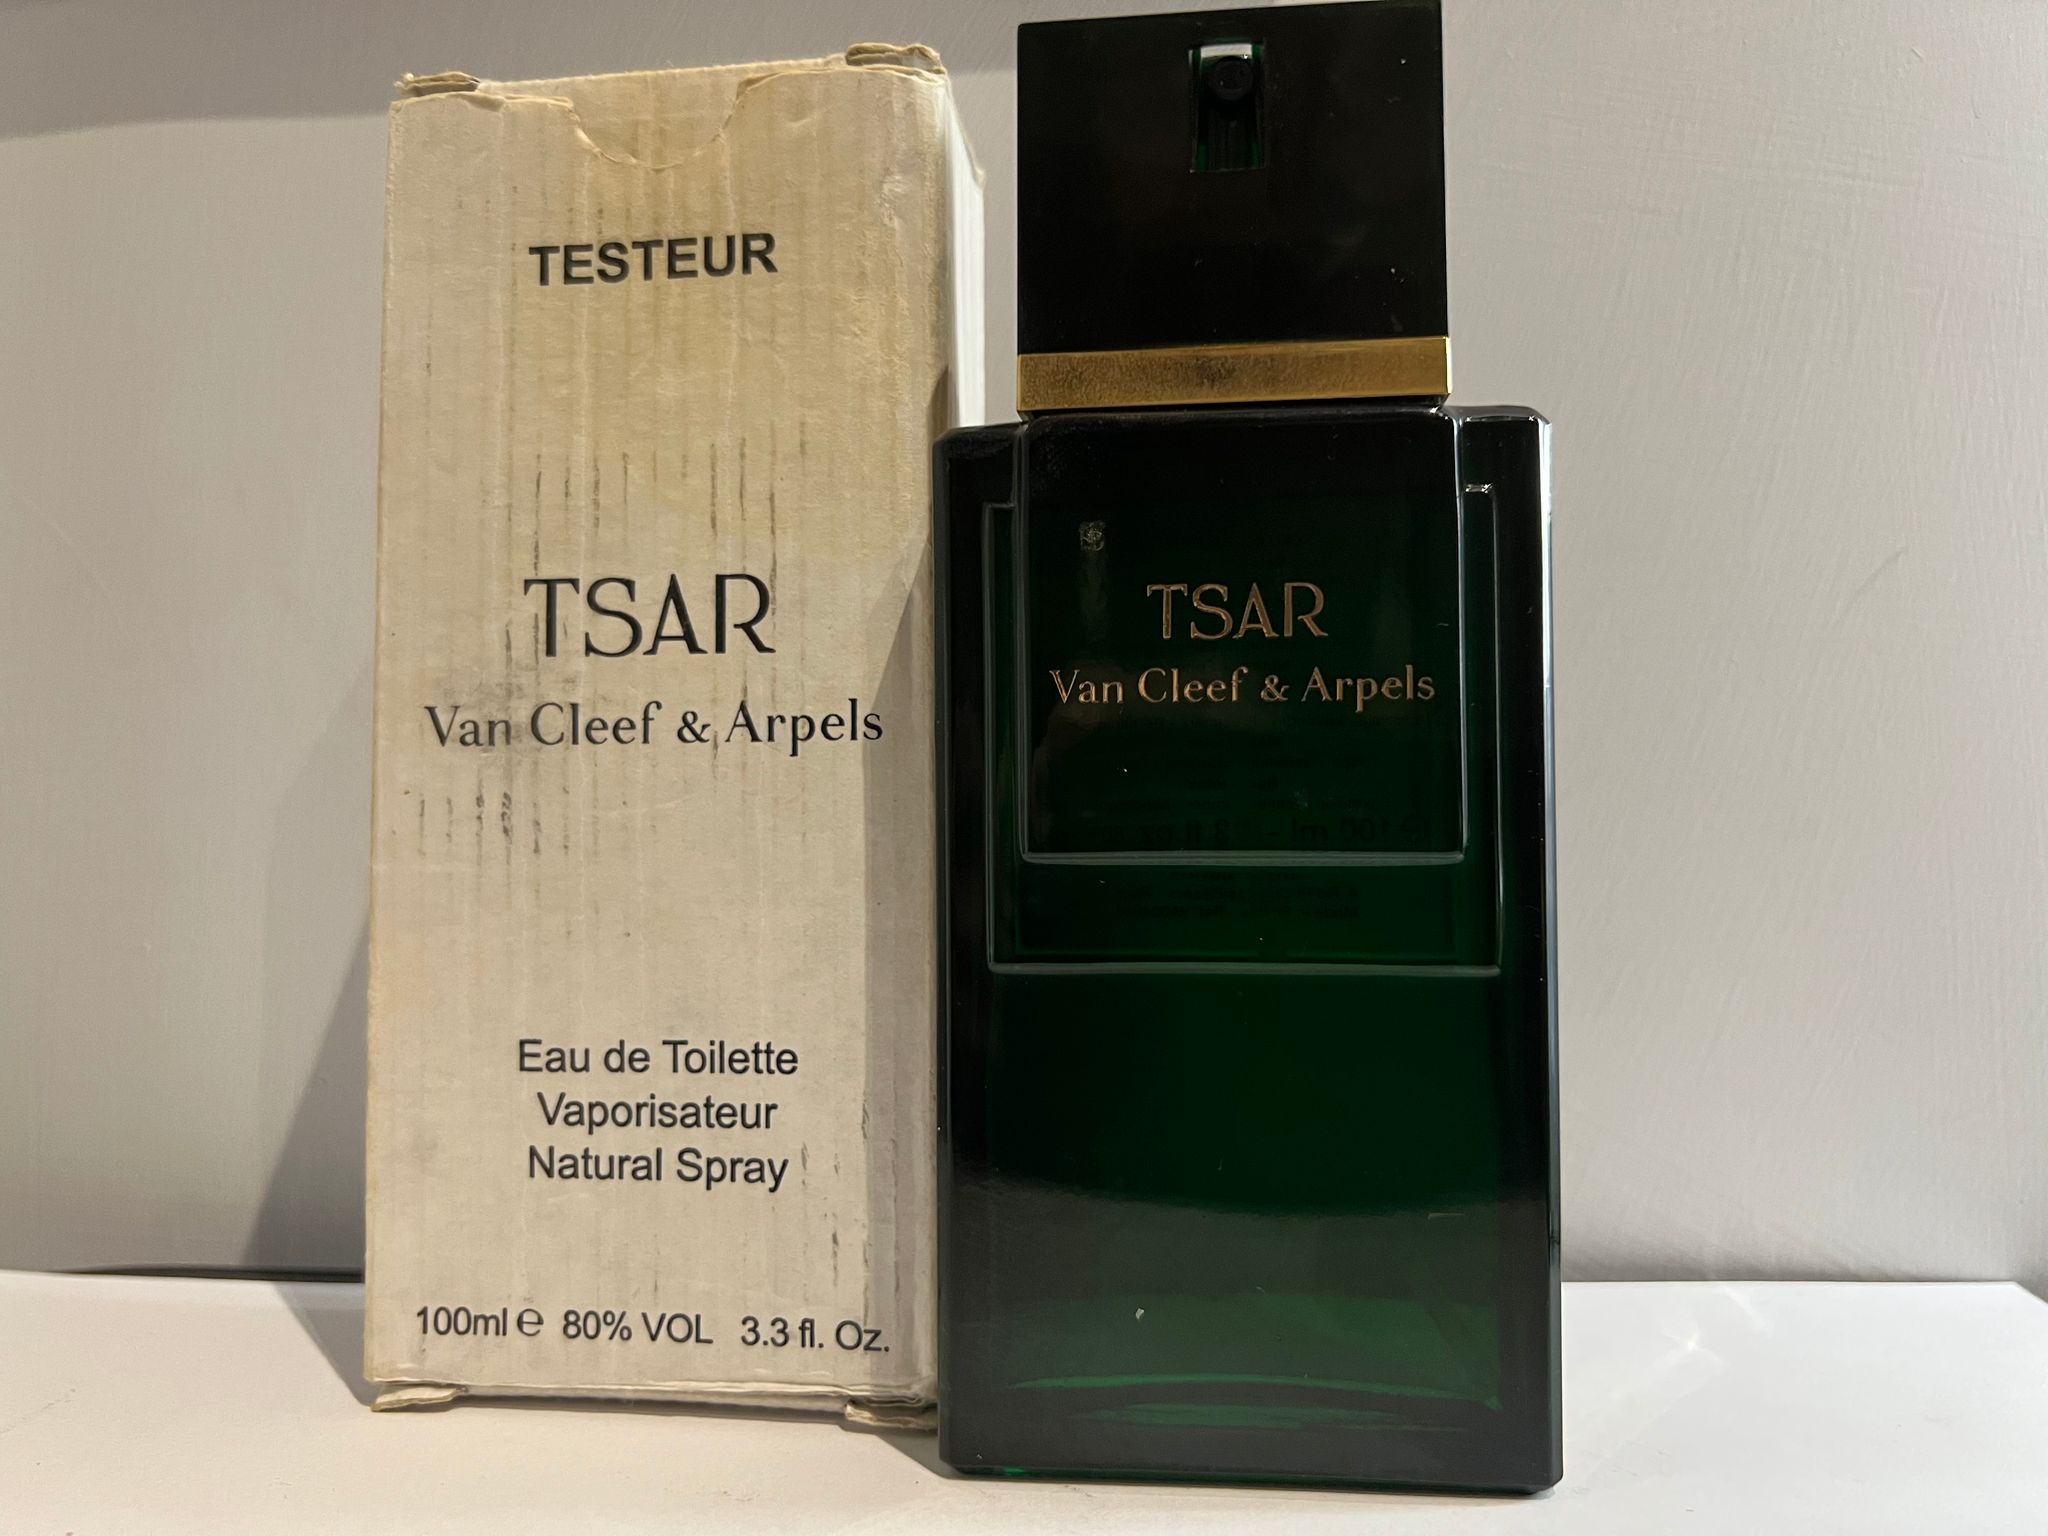 TESTEUR
TSAR
Van Cleef & Arpels
Eau de Toilette
Vaporisateur
Natural Spray
100ml ℮ 80% VOL 3.3 fl. Oz.
TSAR
Van Cleef & Arpels